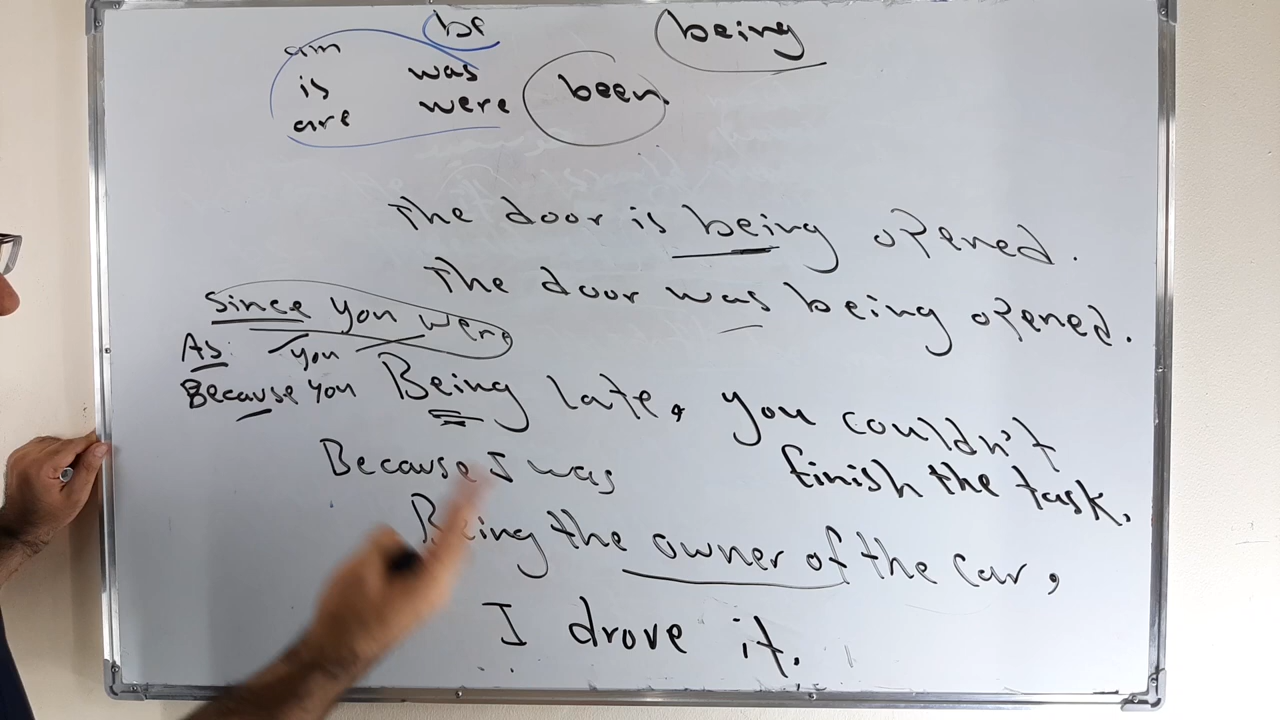 be being
am
is was been.
are were
The door is being opened.
The door was being opened.
Since you were
As you
Because you Being late, you couldn't
finish the task.
Because I was
Being the owner of the car,
I drove it.